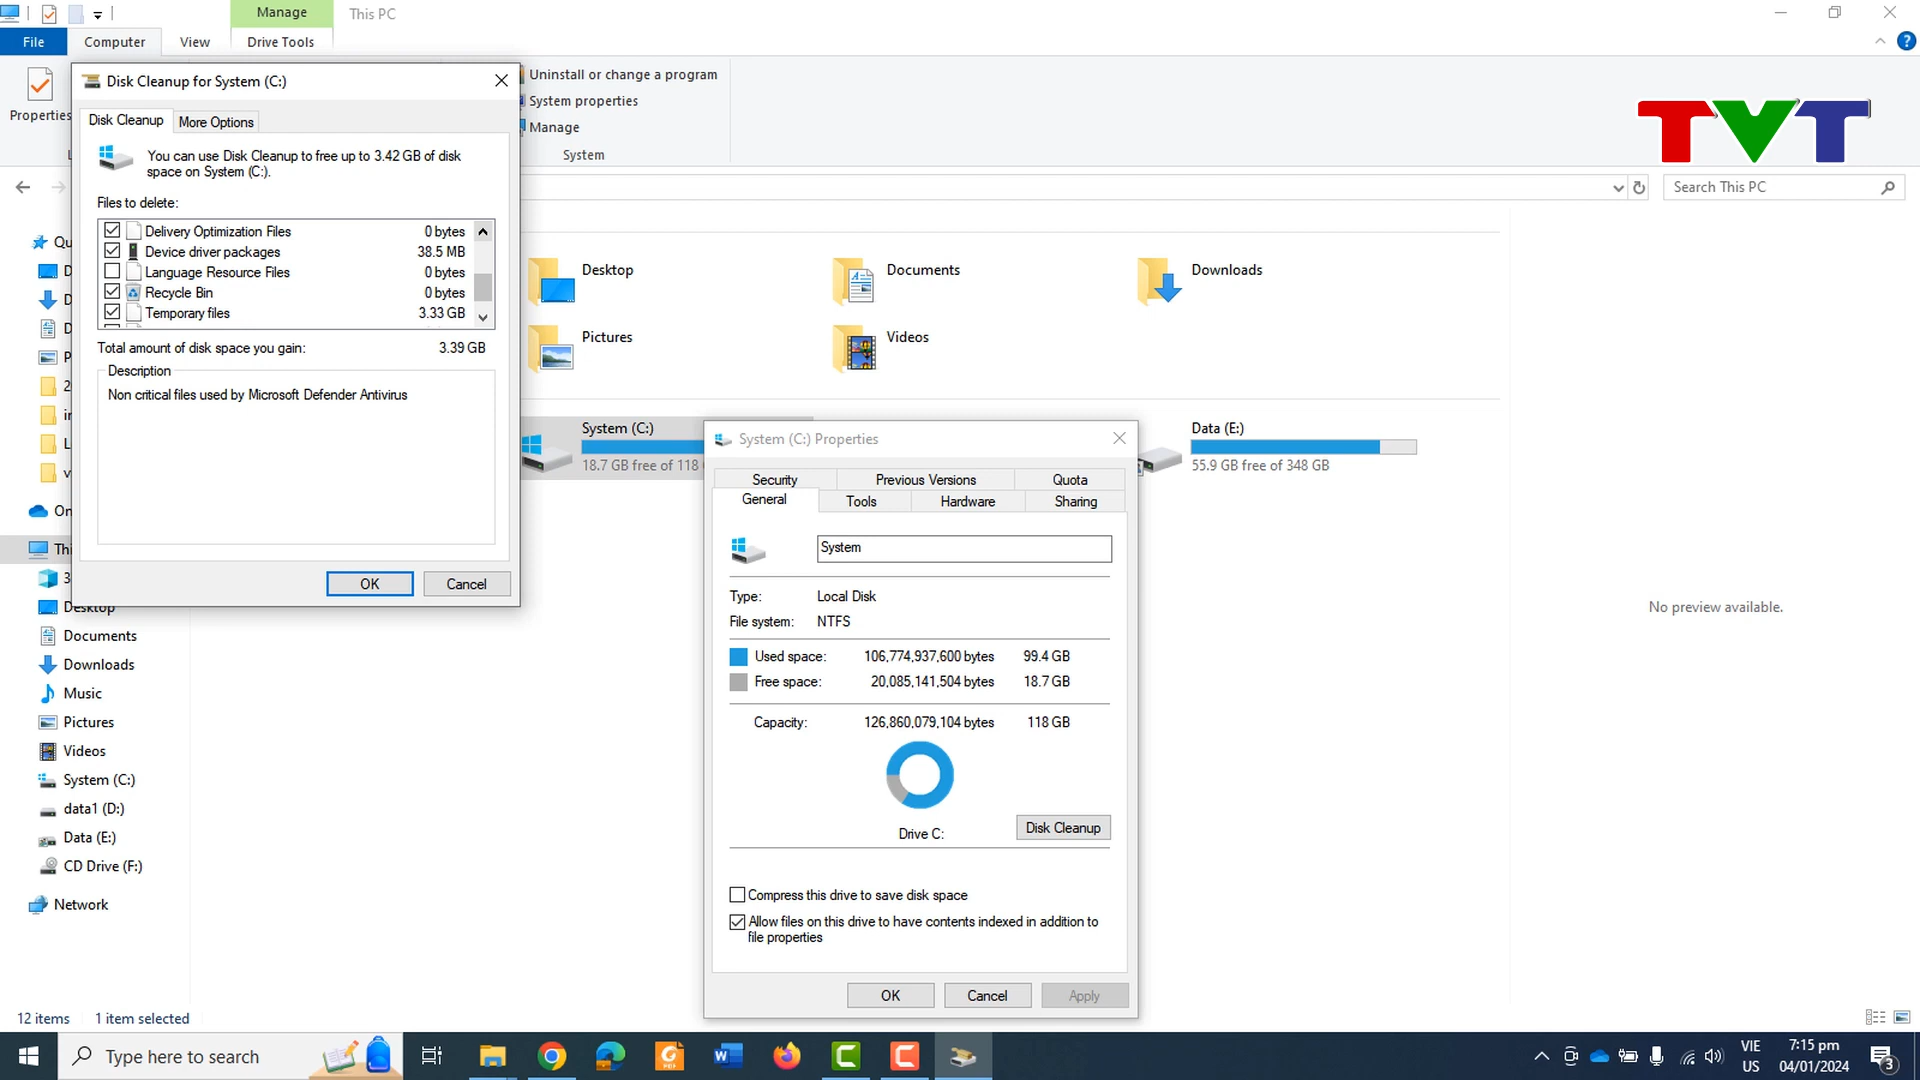 Manage
This PC
File
Computer
View
Drive Tools
Properties
Uninstall or change a program
System properties
Manage
System
TVT
Search This PC
Disk Cleanup for System (C:)
Disk Cleanup
More Options
You can use Disk Cleanup to free up to 3.42 GB of disk
space on System (C:).
Files to delete:
Delivery Optimization Files 0 bytes
Device driver packages 38.5 MB
Language Resource Files 0 bytes
Recycle Bin 0 bytes
Temporary files 3.33 GB
Total amount of disk space you gain: 3.39 GB
Description
Non critical files used by Microsoft Defender Antivirus
OK
Cancel
Desktop
Documents
Downloads
Pictures
Videos
System (C:)
18.7 GB free of 118
Data (E:)
55.9 GB free of 348 GB
System (C:) Properties
Security
Previous Versions
Quota
General
Tools
Hardware
Sharing
System
Type: Local Disk
File system: NTFS
Used space: 106,774,937,600 bytes 99.4 GB
Free space: 20,085,141,504 bytes 18.7 GB
Capacity: 126,860,079,104 bytes 118 GB
Drive C:
Disk Cleanup
Compress this drive to save disk space
Allow files on this drive to have contents indexed in addition to
file properties
OK
Cancel
Apply
No preview available.
Desktop
Documents
Downloads
Music
Pictures
Videos
System (C:)
data1 (D:)
Data (E:)
CD Drive (F:)
Network
12 items
1 item selected
Type here to search
VIE
US
7:15 pm
04/01/2024
3